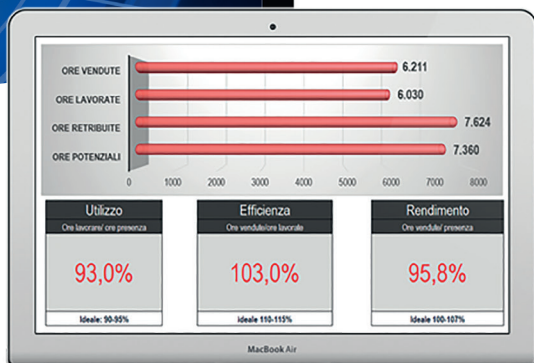 ORE VENDUTE 6.211
ORE LAVORATE 6.030
ORE RETRIBUITE 7.624
ORE POTENZIALI 7.360
0 1000 2000 3000 4000 5000 6000 7000 8000
Utilizzo
Ore lavorare/ ore presenza
93,0%
Ideale: 90-95%
Efficienza
Ore vendute/ore lavorate
103,0%
ideale 110-115%
Rendimento
Ore vendute/ presenza
95,8%
Ideale 100-107%
MacBook Air